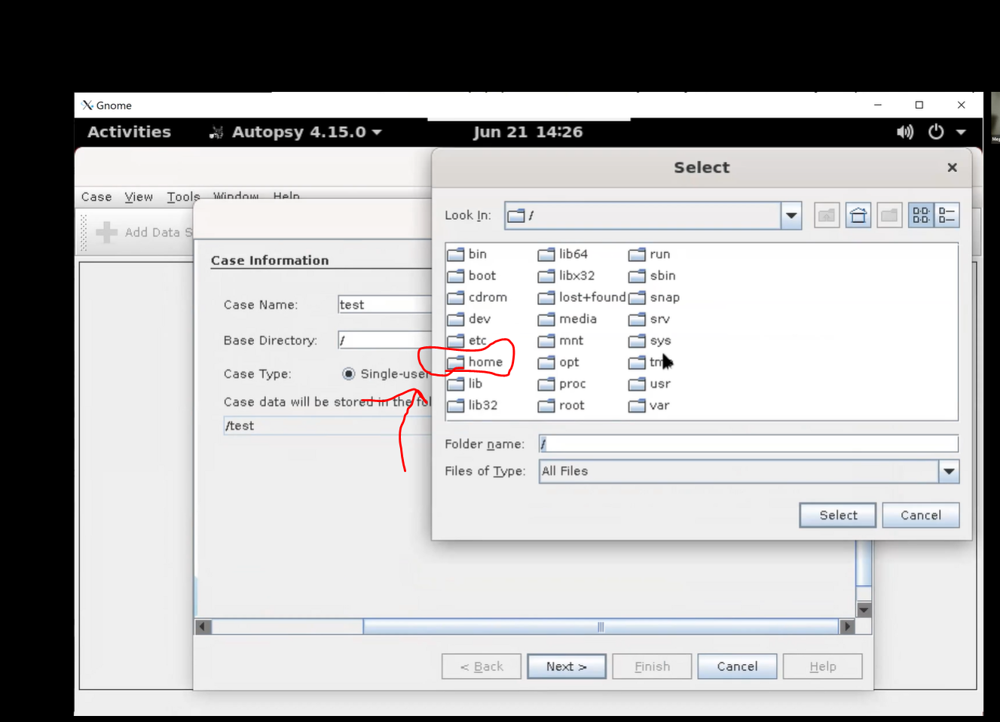 Gnome
Activities Autopsy 4.15.0 Jun 21 14:26
Select
Case View Tools Window Help
Look In: /
Add Data S
bin lib64 run
boot libx32 sbin
Case Information
cdrom lost+found snap
Case Name: test
dev media srv
Base Directory: /
etc mnt sys
home opt
Case Type: Single-user
lib proc usr
Case data will be stored in the fol
lib32 root var
/test
Folder name: /
Files of Type: All Files
Select Cancel
< Back Next > Finish Cancel Help